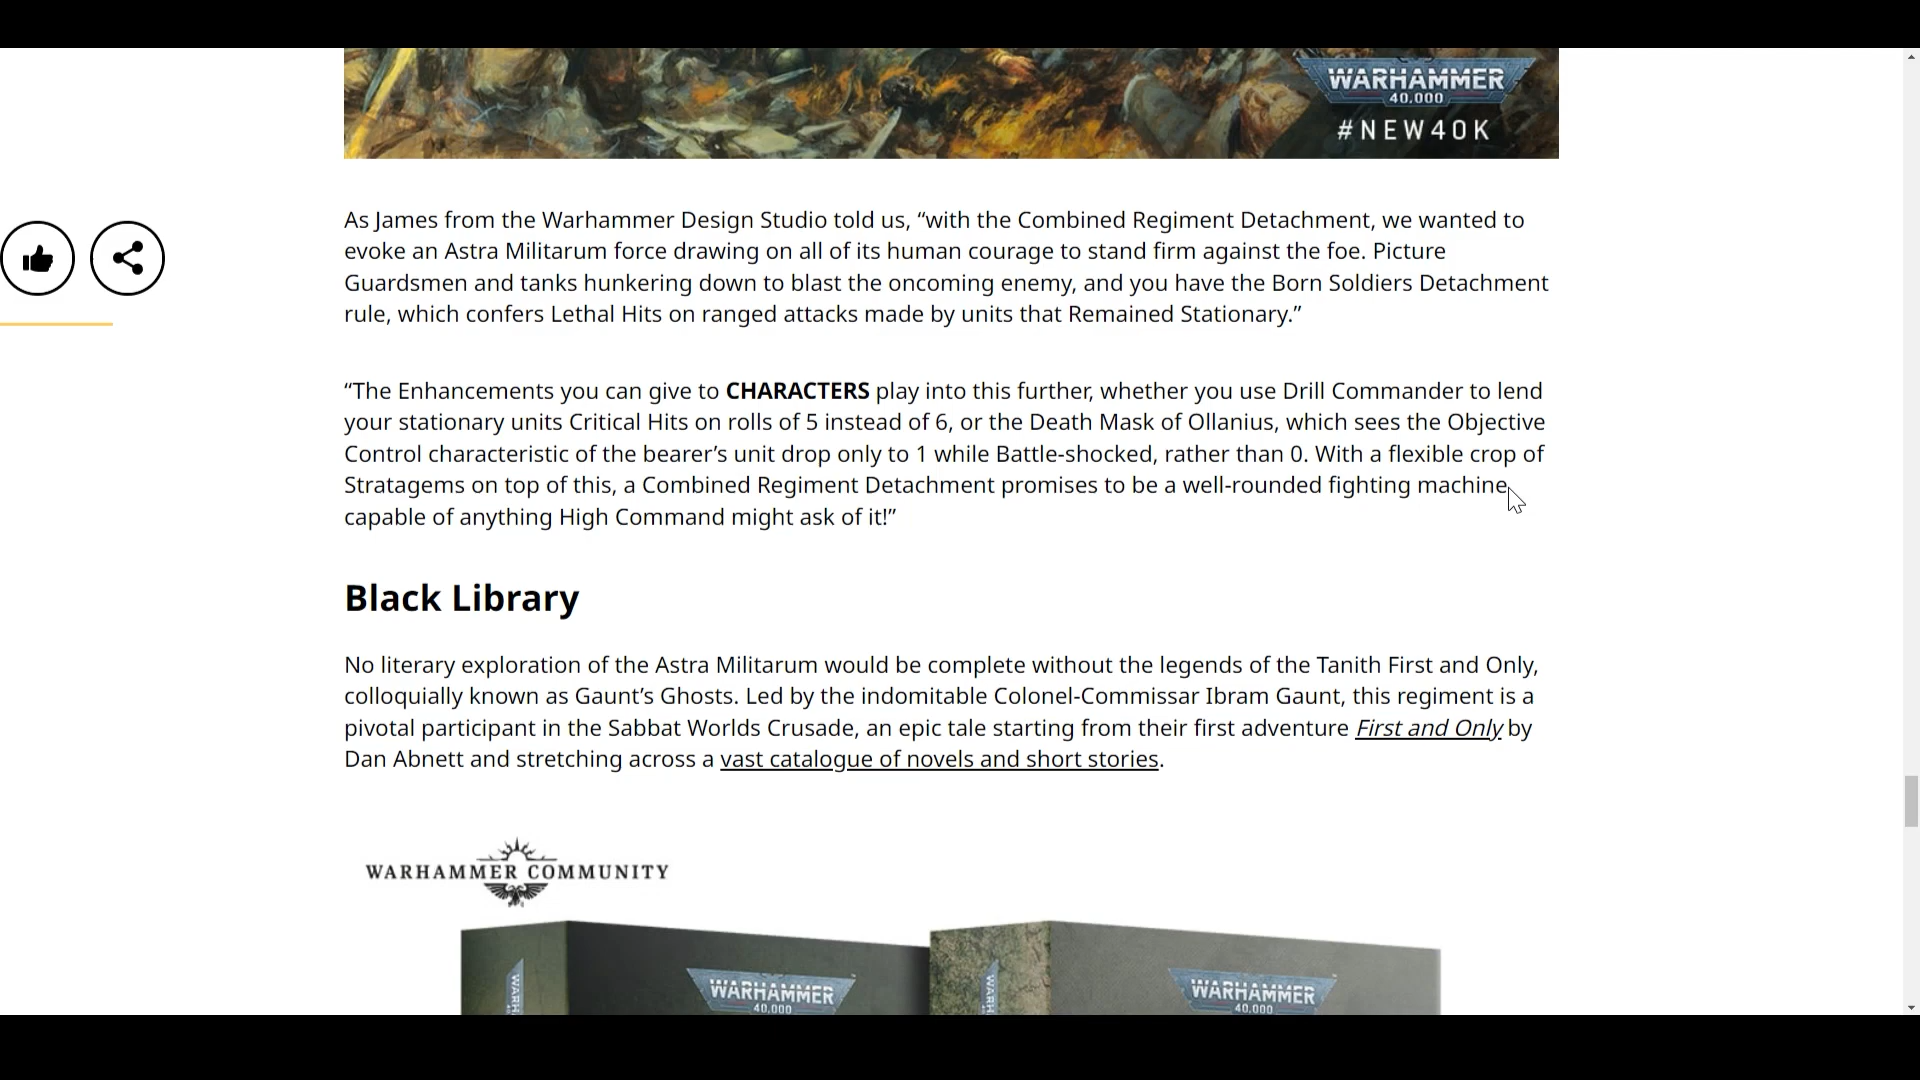 WARHAMMER
40,000
#NEW40K
As James from the Warhammer Design Studio told us, “with the Combined Regiment Detachment, we wanted to
evoke an Astra Militarum force drawing on all of its human courage to stand firm against the foe. Picture
Guardsmen and tanks hunkering down to blast the oncoming enemy, and you have the Born Soldiers Detachment
rule, which confers Lethal Hits on ranged attacks made by units that Remained Stationary.”
“The Enhancements you can give to CHARACTERS play into this further, whether you use Drill Commander to lend
your stationary units Critical Hits on rolls of 5 instead of 6, or the Death Mask of Ollanius, which sees the Objective
Control characteristic of the bearer’s unit drop only to 1 while Battle-shocked, rather than 0. With a flexible crop of
Stratagems on top of this, a Combined Regiment Detachment promises to be a well-rounded fighting machine
capable of anything High Command might ask of it!”
Black Library
No literary exploration of the Astra Militarum would be complete without the legends of the Tanith First and Only,
colloquially known as Gaunt’s Ghosts. Led by the indomitable Colonel-Commissar Ibram Gaunt, this regiment is a
pivotal participant in the Sabbat Worlds Crusade, an epic tale starting from their first adventure First and Only by
Dan Abnett and stretching across a vast catalogue of novels and short stories.
WARHAMMER COMMUNITY
WARH
WARHAMMER
40,000
WARH
WARHAMMER
40,000